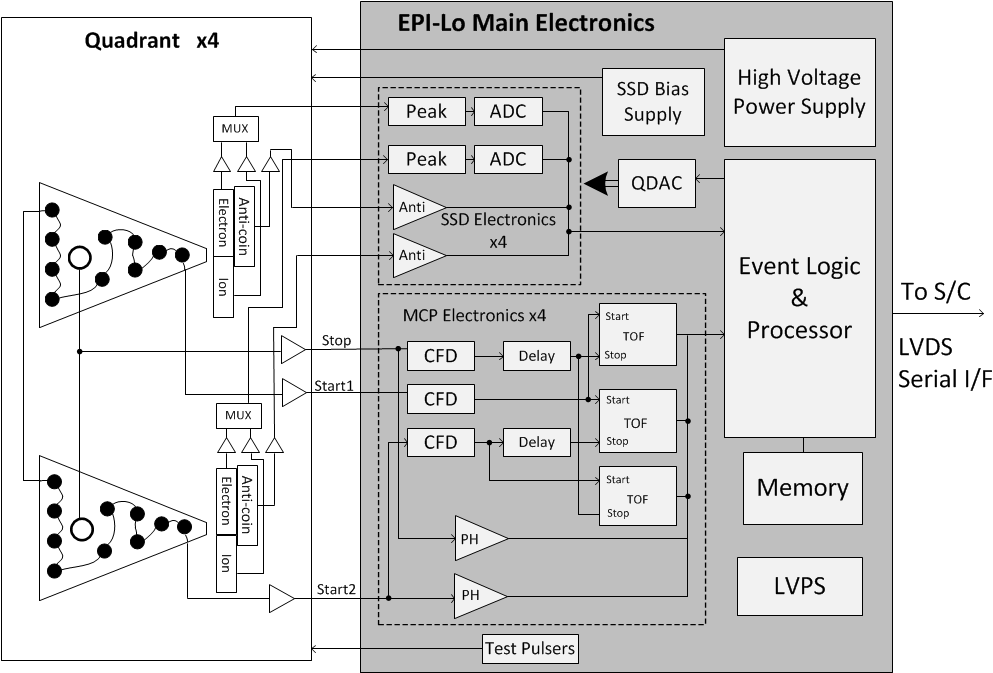 Quadrant x4
EPI-Lo Main Electronics
High Voltage
Power Supply
SSD Bias
Supply
MUX
Peak
ADC
Peak
ADC
QDAC
Anti
SSD Electronics
x4
Anti
Electron
Anti-coin
Ion
Event Logic
&
Processor
To S/C
LVDS
Serial I/F
MCP Electronics x4
Stop
CFD
Delay
Start
TOF
Stop
Start1
CFD
Start
TOF
Stop
MUX
CFD
Delay
Start
TOF
Stop
Electron
Anti-coin
Ion
Memory
PH
PH
Start2
LVPS
Test Pulsers